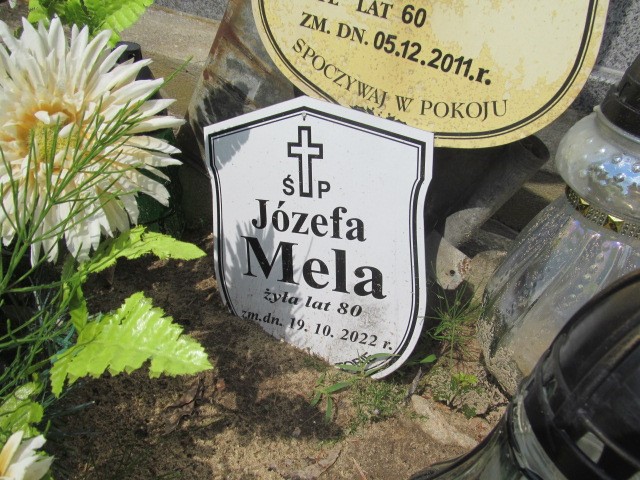 LAT 60
ZM. DN. 05.12.2011.r.
SPOCZYWAJ W POKOJU
Ś P
Józefa
Mela
żyła lat 80
zm.dn. 19. 10. 2022 r.